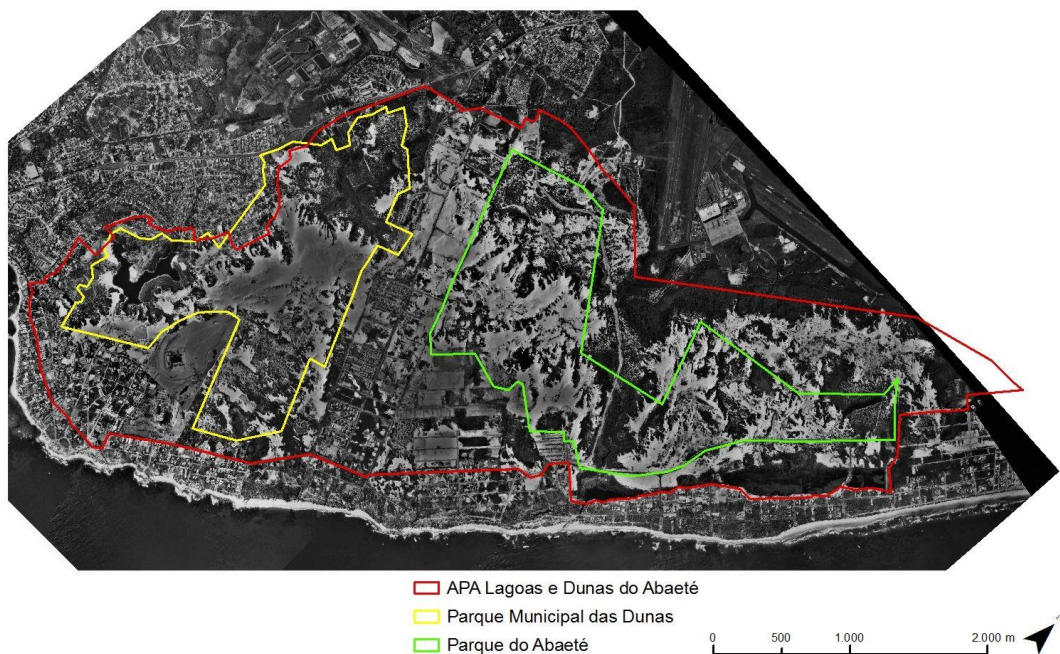 APA Lagoas e Dunas do Abaeté
Parque Municipal das Dunas
Parque do Abaeté
0 500 1.000 2.000 m